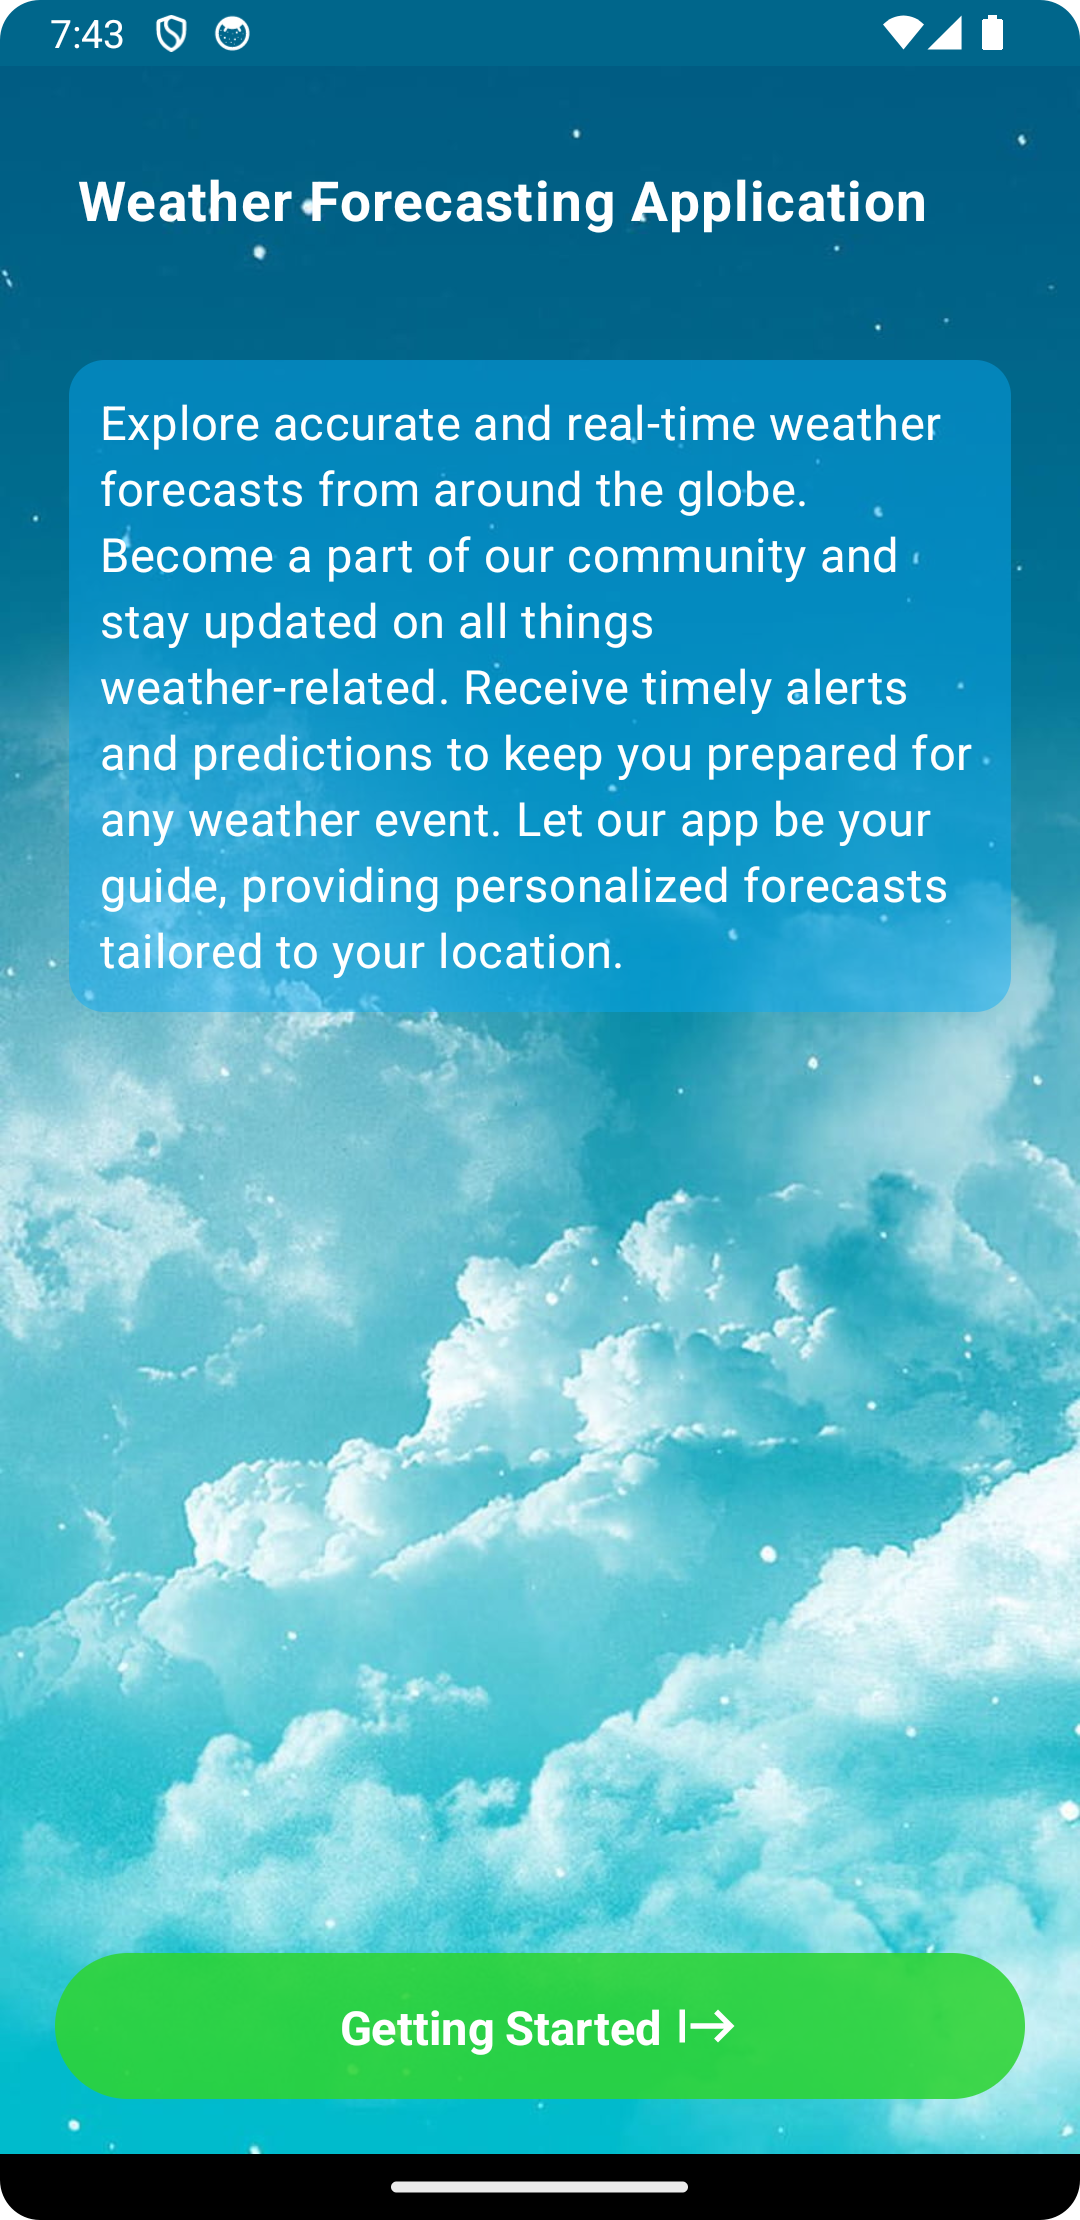 7:43
Weather Forecasting Application
Explore accurate and real-time weather
forecasts from around the globe.
Become a part of our community and
stay updated on all things
weather-related. Receive timely alerts
and predictions to keep you prepared for
any weather event. Let our app be your
guide, providing personalized forecasts
tailored to your location.
Getting Started